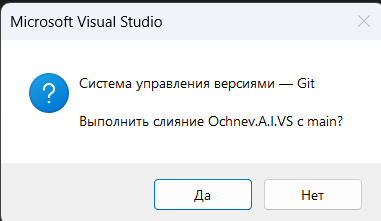 Microsoft Visual Studio
Система управления версиями — Git
Выполнить слияние Ochnev.A.I.VS с main?
Да
Нет